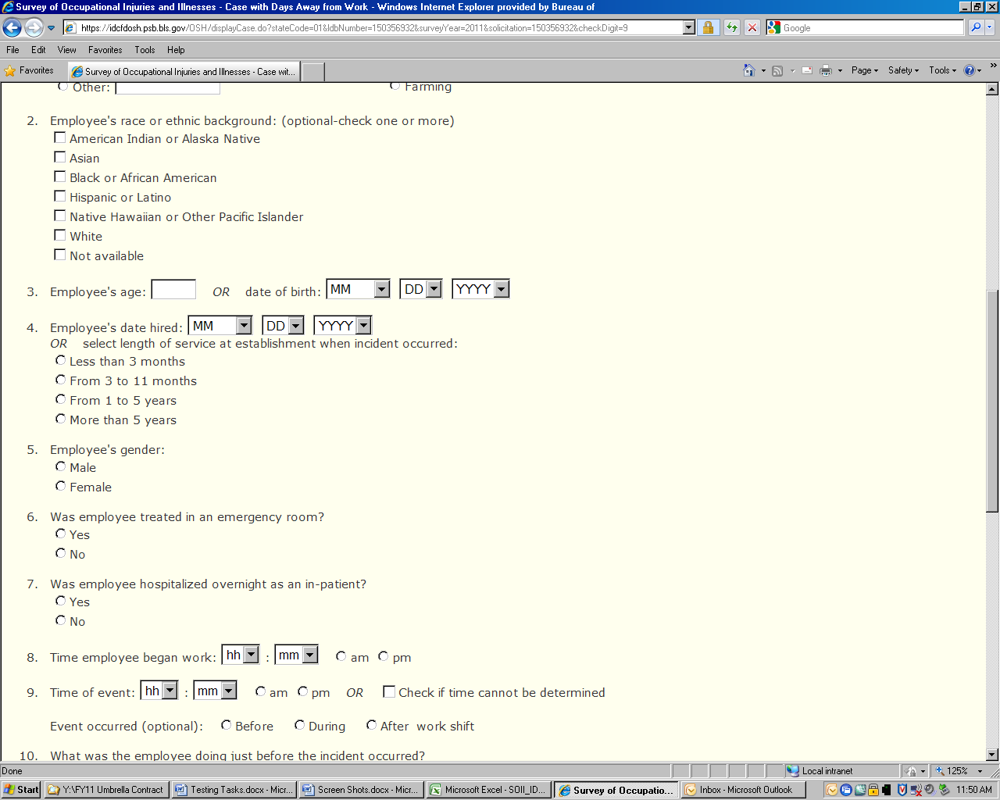 Survey of Occupational Injuries and Illnesses - Case with Days Away from Work - Windows Internet Explorer provided by Bureau of
https://idcfdosh.psb.bls.gov/OSH/displayCase.do?stateCode=01&ldbNumber=150356932&surveyYear=2011&solicitation=150356932&checkDigit=9 Google
File Edit View Favorites Tools Help
Favorites Survey of Occupational Injuries and Illnesses - Case wit... Page Safety Tools
Other: Farming
2. Employee's race or ethnic background: (optional-check one or more)
American Indian or Alaska Native
Asian
Black or African American
Hispanic or Latino
Native Hawaiian or Other Pacific Islander
White
Not available
3. Employee's age: OR date of birth: MM DD YYYY
4. Employee's date hired: MM DD YYYY
OR select length of service at establishment when incident occurred:
Less than 3 months
From 3 to 11 months
From 1 to 5 years
More than 5 years
5. Employee's gender:
Male
Female
6. Was employee treated in an emergency room?
Yes
No
7. Was employee hospitalized overnight as an in-patient?
Yes
No
8. Time employee began work: hh : mm am pm
9. Time of event: hh : mm am pm OR Check if time cannot be determined
Event occurred (optional): Before During After work shift
10. What was the employee doing just before the incident occurred?
Done Local intranet 125%
Start Y:\FY11 Umbrella Contract Testing Tasks.docx - Micr... Screen Shots.docx - Micr... Microsoft Excel - SOII_ID... Survey of Occupatio... Inbox - Microsoft Outlook 11:50 AM